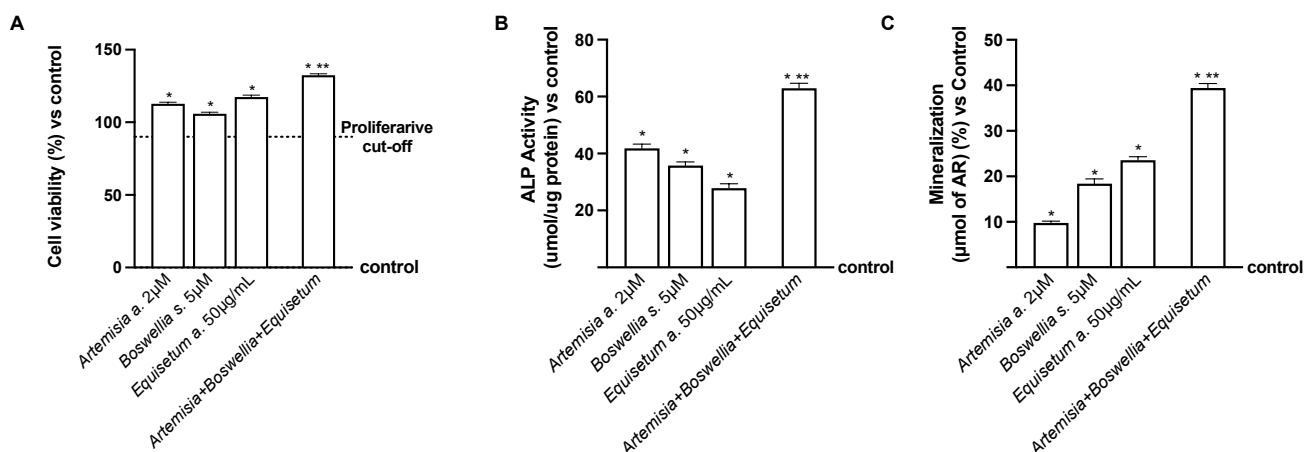 A
Cell viability (%) vs control
150
100
50
0
*
*
*
* **
Proliferarive
cut-off
control
Artemisia a. 2µM
Boswellia s. 5µM
Equisetum a. 50µg/mL
Artemisia+Boswellia+Equisetum
B
ALP Activity
(umol/ug protein) vs control
80
60
40
20
*
*
*
* **
control
Artemisia a. 2µM
Boswellia s. 5µM
Equisetum a. 50µg/mL
Artemisia+Boswellia+Equisetum
C
Mineralization
(µmol of AR) (%) vs Control
50
40
30
20
10
*
*
*
* **
control
Artemisia a. 2µM
Boswellia s. 5µM
Equisetum a. 50µg/mL
Artemisia+Boswellia+Equisetum